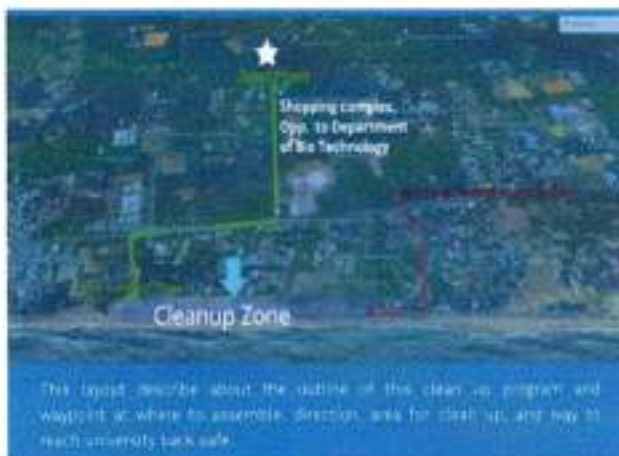 Shopping complex,
Opp. to Department
of Bio Technology
Cleanup Zone
This layout describe about the outline of this clean up program and
waypoint at where to assemble, direction, area for clean up, and way to
reach university back safe.